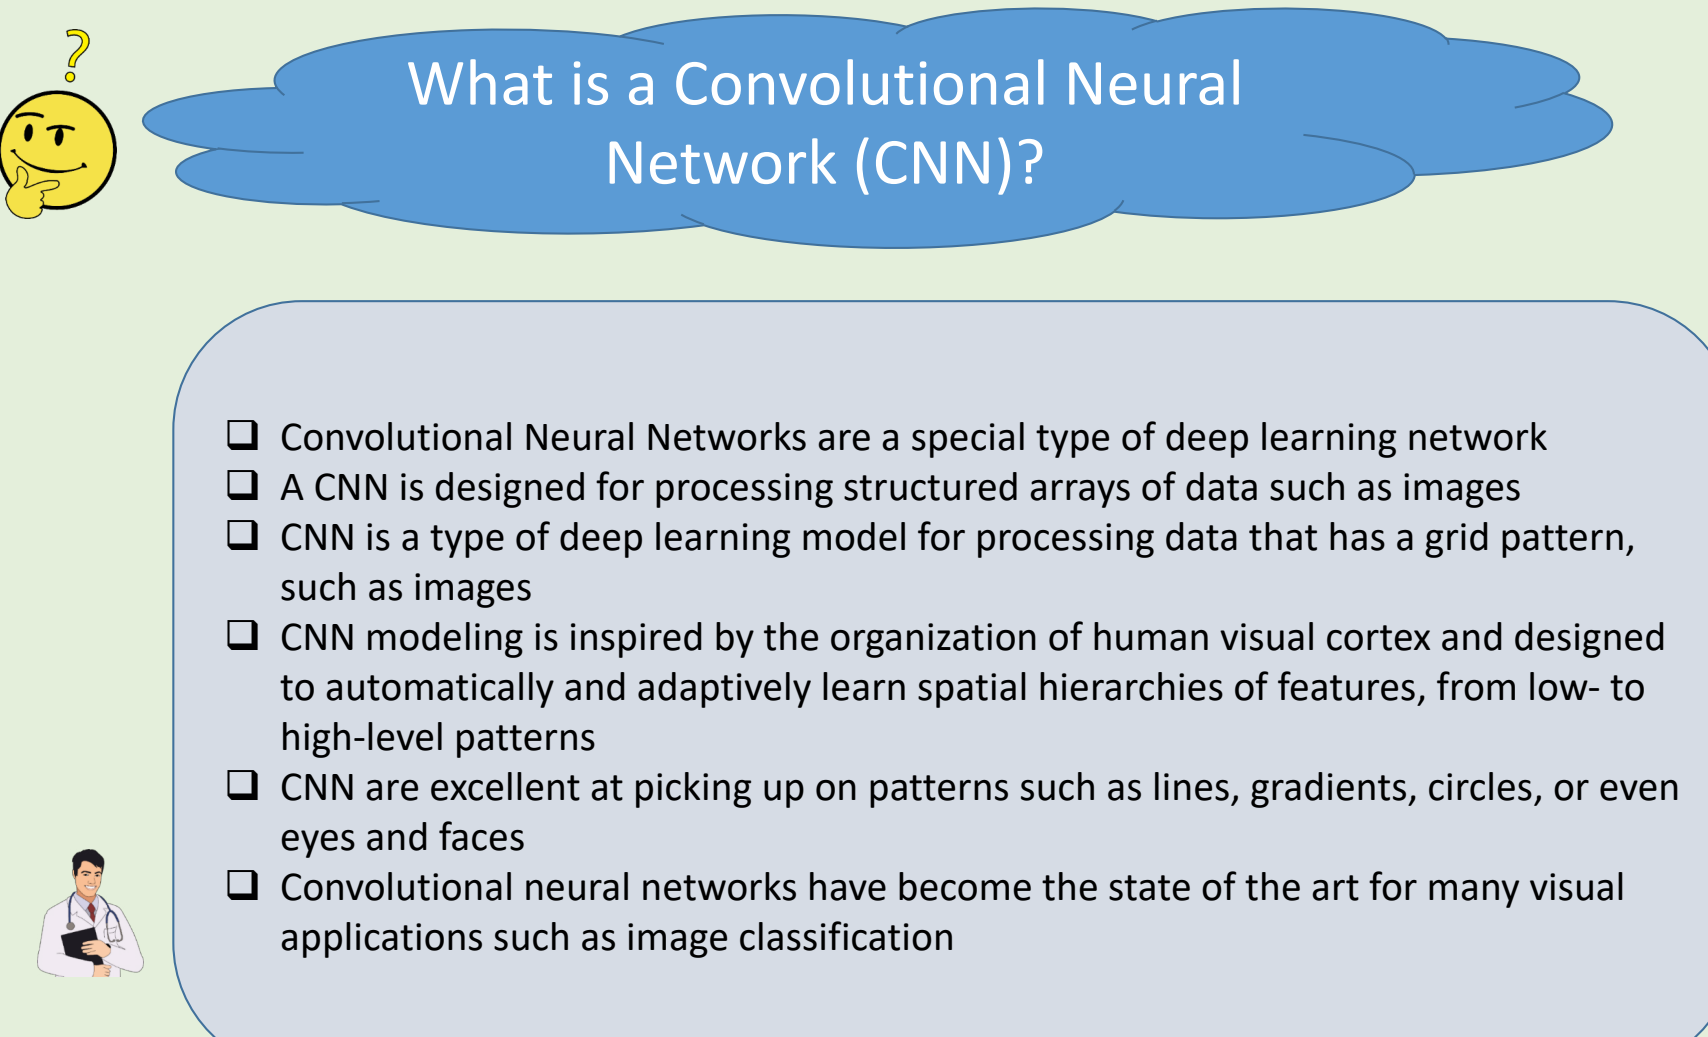 ?
What is a Convolutional Neural
Network (CNN)?
❑ Convolutional Neural Networks are a special type of deep learning network
❑ A CNN is designed for processing structured arrays of data such as images
❑ CNN is a type of deep learning model for processing data that has a grid pattern,
such as images
❑ CNN modeling is inspired by the organization of human visual cortex and designed
to automatically and adaptively learn spatial hierarchies of features, from low- to
high-level patterns
❑ CNN are excellent at picking up on patterns such as lines, gradients, circles, or even
eyes and faces
❑ Convolutional neural networks have become the state of the art for many visual
applications such as image classification